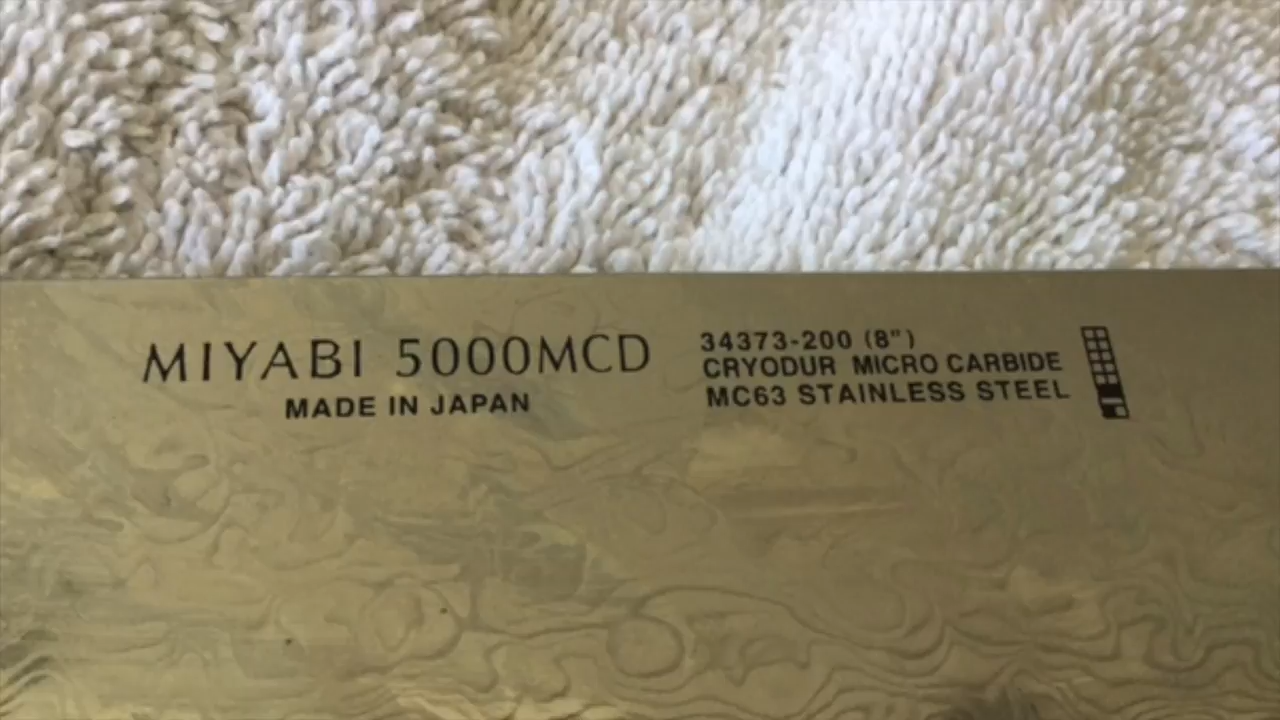 MIYABI 5000MCD
MADE IN JAPAN
34373-200 (8")
CRYODUR MICRO CARBIDE
MC63 STAINLESS STEEL